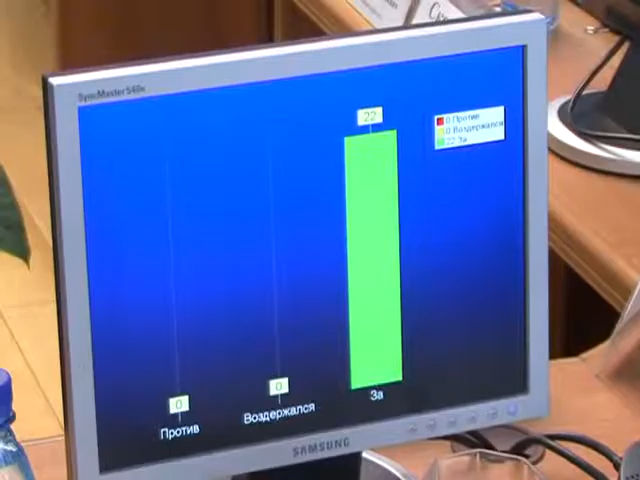 SyncMaster 540n
22
0 Против
0 Воздержался
22 За
0
0
Против
Воздержался
За
SAMSUNG